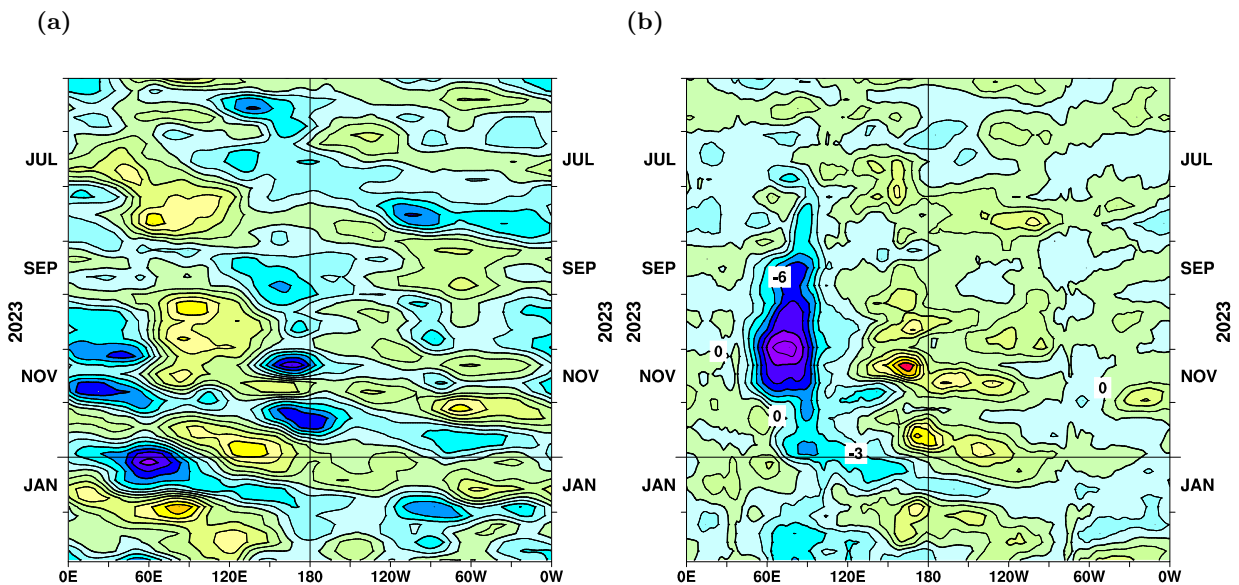 (a) (b)
JUL JUL JUL JUL
SEP SEP -6 SEP SEP
2023 2023 2023 2023
0
NOV NOV NOV NOV
0
0
-3
JAN JAN JAN JAN
0E 60E 120E 180 120W 60W 0W 0E 60E 120E 180 120W 60W 0W